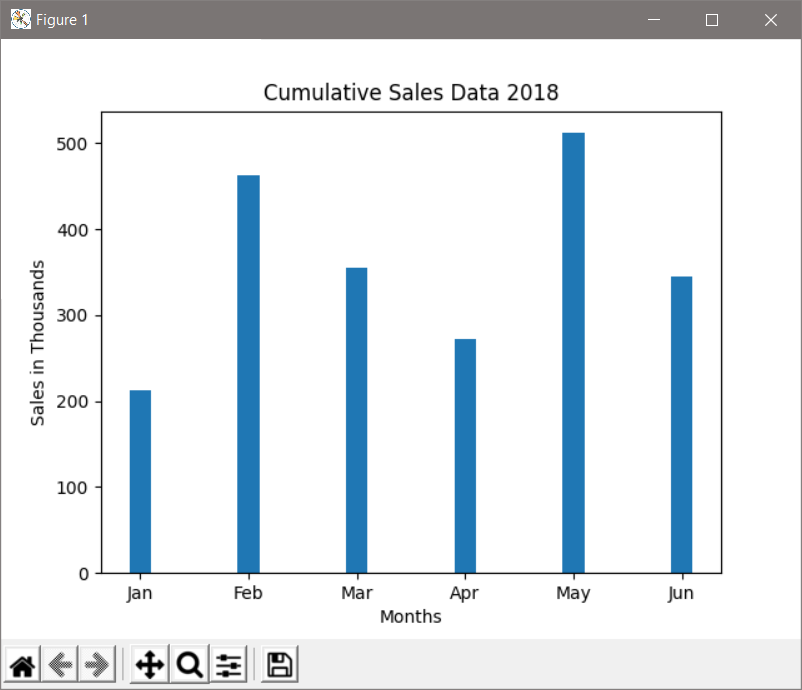 Figure 1
Cumulative Sales Data 2018
500
400
300
200
100
0
Sales in Thousands
Jan Feb Mar Apr May Jun
Months